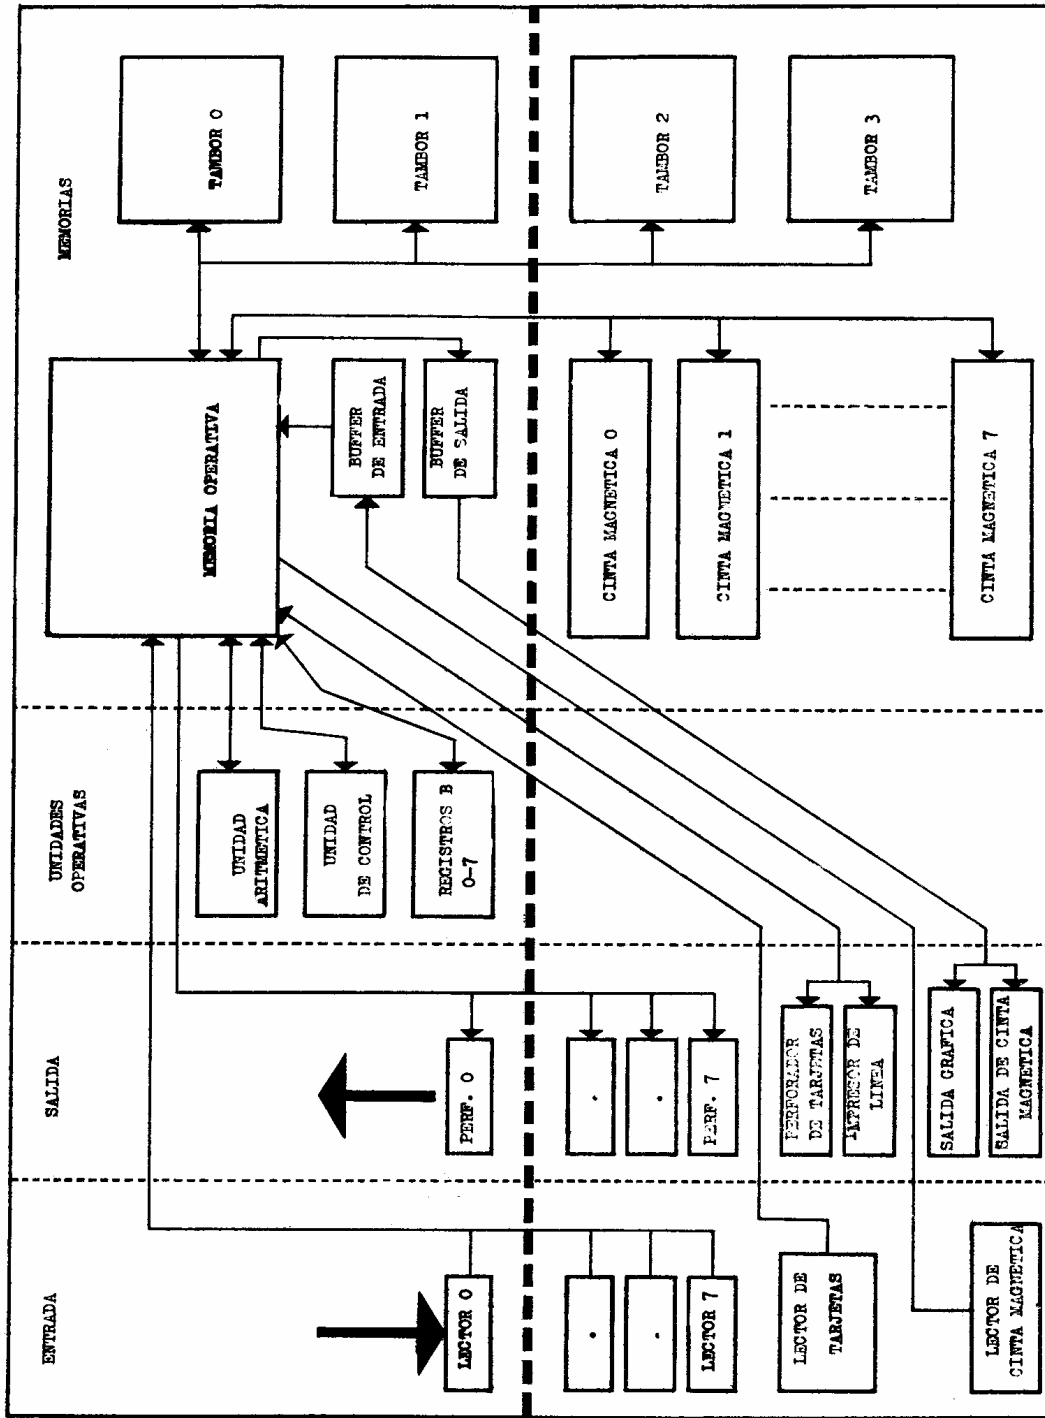 ENTRADA
SALIDA
UNIDADES
OPERATIVAS
MEMORIAS
LECTOR 0
LECTOR 7
LECTOR DE
TARJETAS
LECTOR DE
CINTA MAGNETICA
PERF. 0
PERF. 7
PERFORADOR
DE TARJETAS
IMPRESOR DE
LINEA
SALIDA GRAFICA
SALIDA DE CINTA
MAGNETICA
UNIDAD
ARITMETICA
UNIDAD
DE CONTROL
REGISTROS B
0-7
MEMORIA OPERATIVA
BUFFER
DE ENTRADA
BUFFER
DE SALIDA
CINTA MAGNETICA 0
CINTA MAGNETICA 1
CINTA MAGNETICA 7
TAMBOR 0
TAMBOR 1
TAMBOR 2
TAMBOR 3